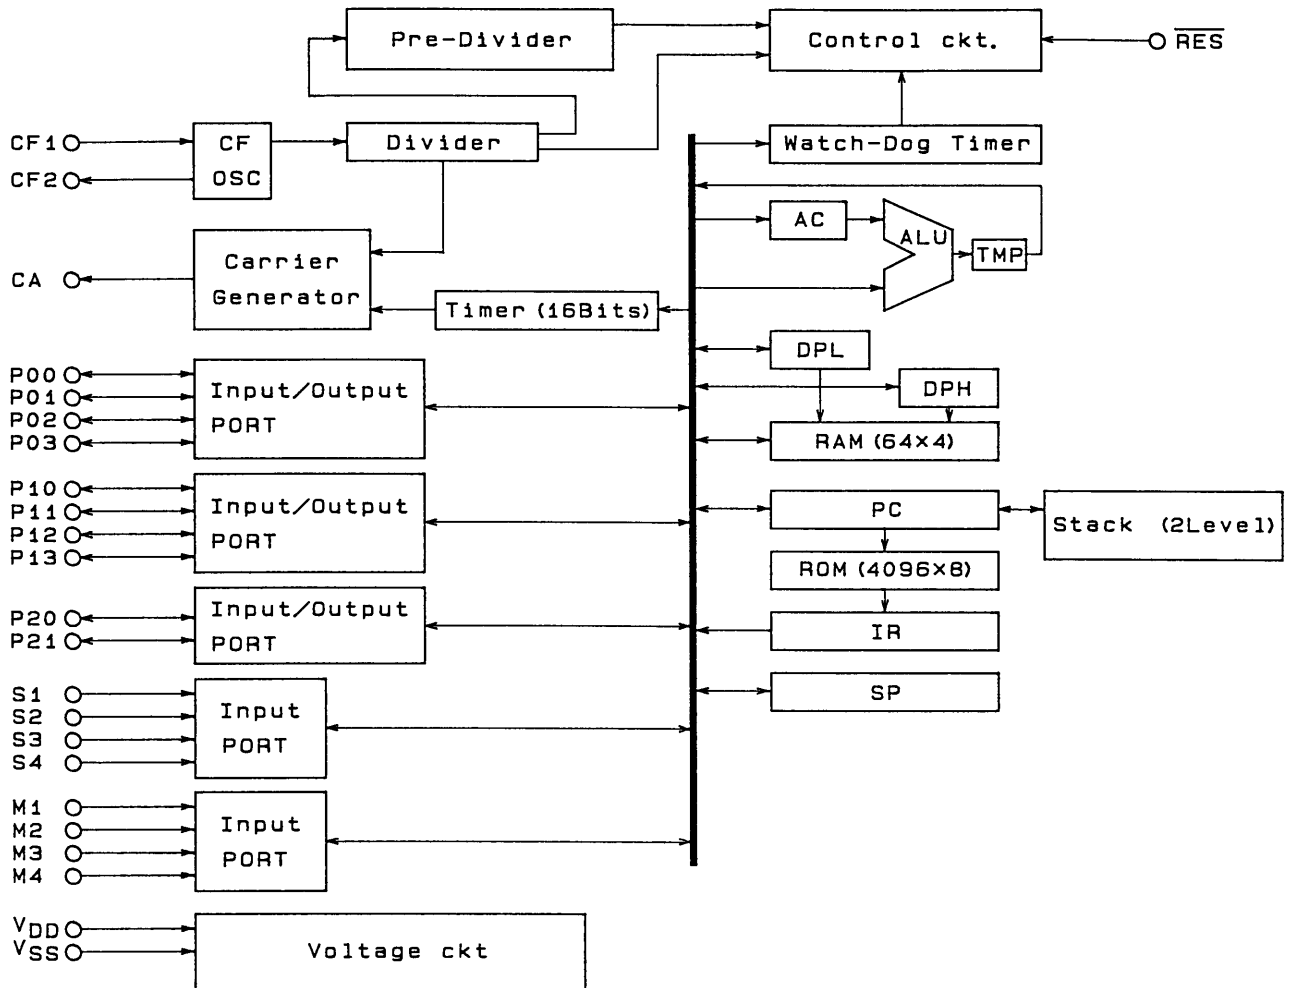 Pre-Divider
Control ckt.
RES
CF1
CF
OSC
CF2
Divider
Watch-Dog Timer
AC
ALU
TMP
CA
Carrier
Generator
Timer (16Bits)
DPL
DPH
RAM (64×4)
P00
P01
P02
P03
Input/Output
PORT
P10
P11
P12
P13
Input/Output
PORT
PC
Stack (2Level)
ROM (4096×8)
IR
SP
P20
P21
Input/Output
PORT
S1
S2
S3
S4
Input
PORT
M1
M2
M3
M4
Input
PORT
VDD
VSS
Voltage ckt